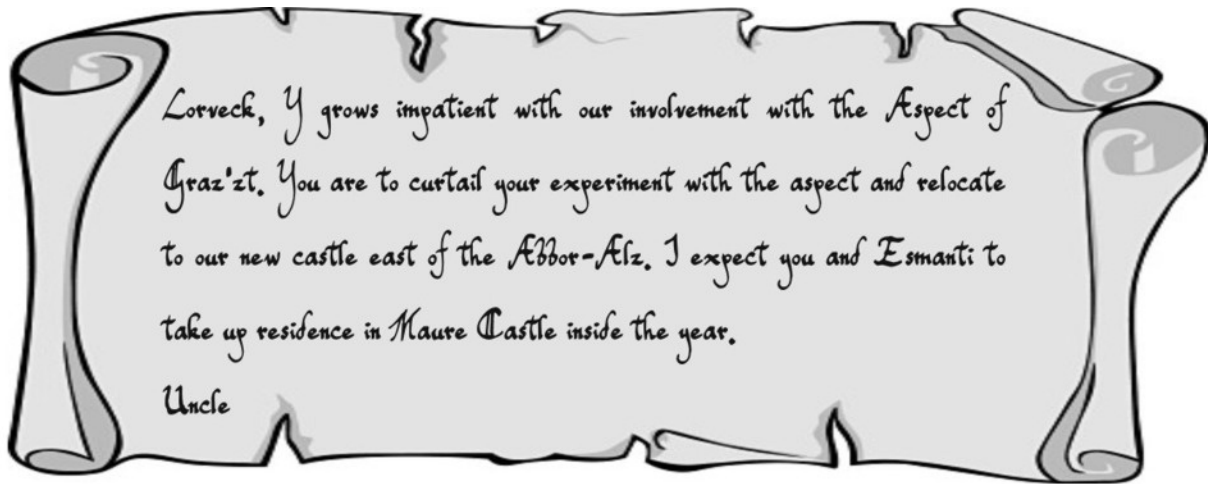 Lorveck, Y grows impatient with our involvement with the Aspect of
Graz'zt. You are to curtail your experiment with the aspect and relocate
to our new castle east of the Abbor-Alz. I expect you and Esmanti to
take up residence in Maure Castle inside the year.
Uncle